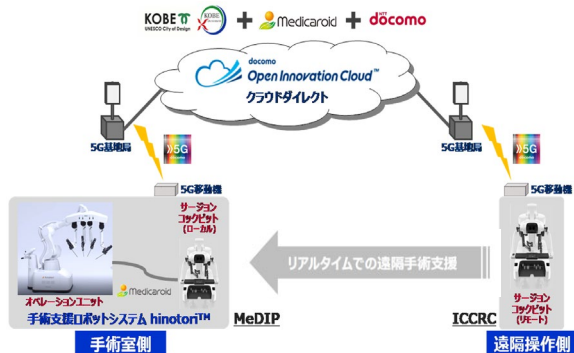 KOBE
UNESCO City of Design
KOBE
Medicaroid
NTT
docomo
docomo
Open Innovation Cloud™
クラウドダイレクト
5G基地局
5G基地局
5G
5G
5G移動機
5G移動機
サージョン
コックピット
(ローカル)
リアルタイムでの遠隔手術支援
オペレーションユニット
Medicaroid
手術支援ロボットシステム hinotori™
サージョン
コックピット
(リモート)
MeDIP
ICCRC
手術室側
遠隔操作側